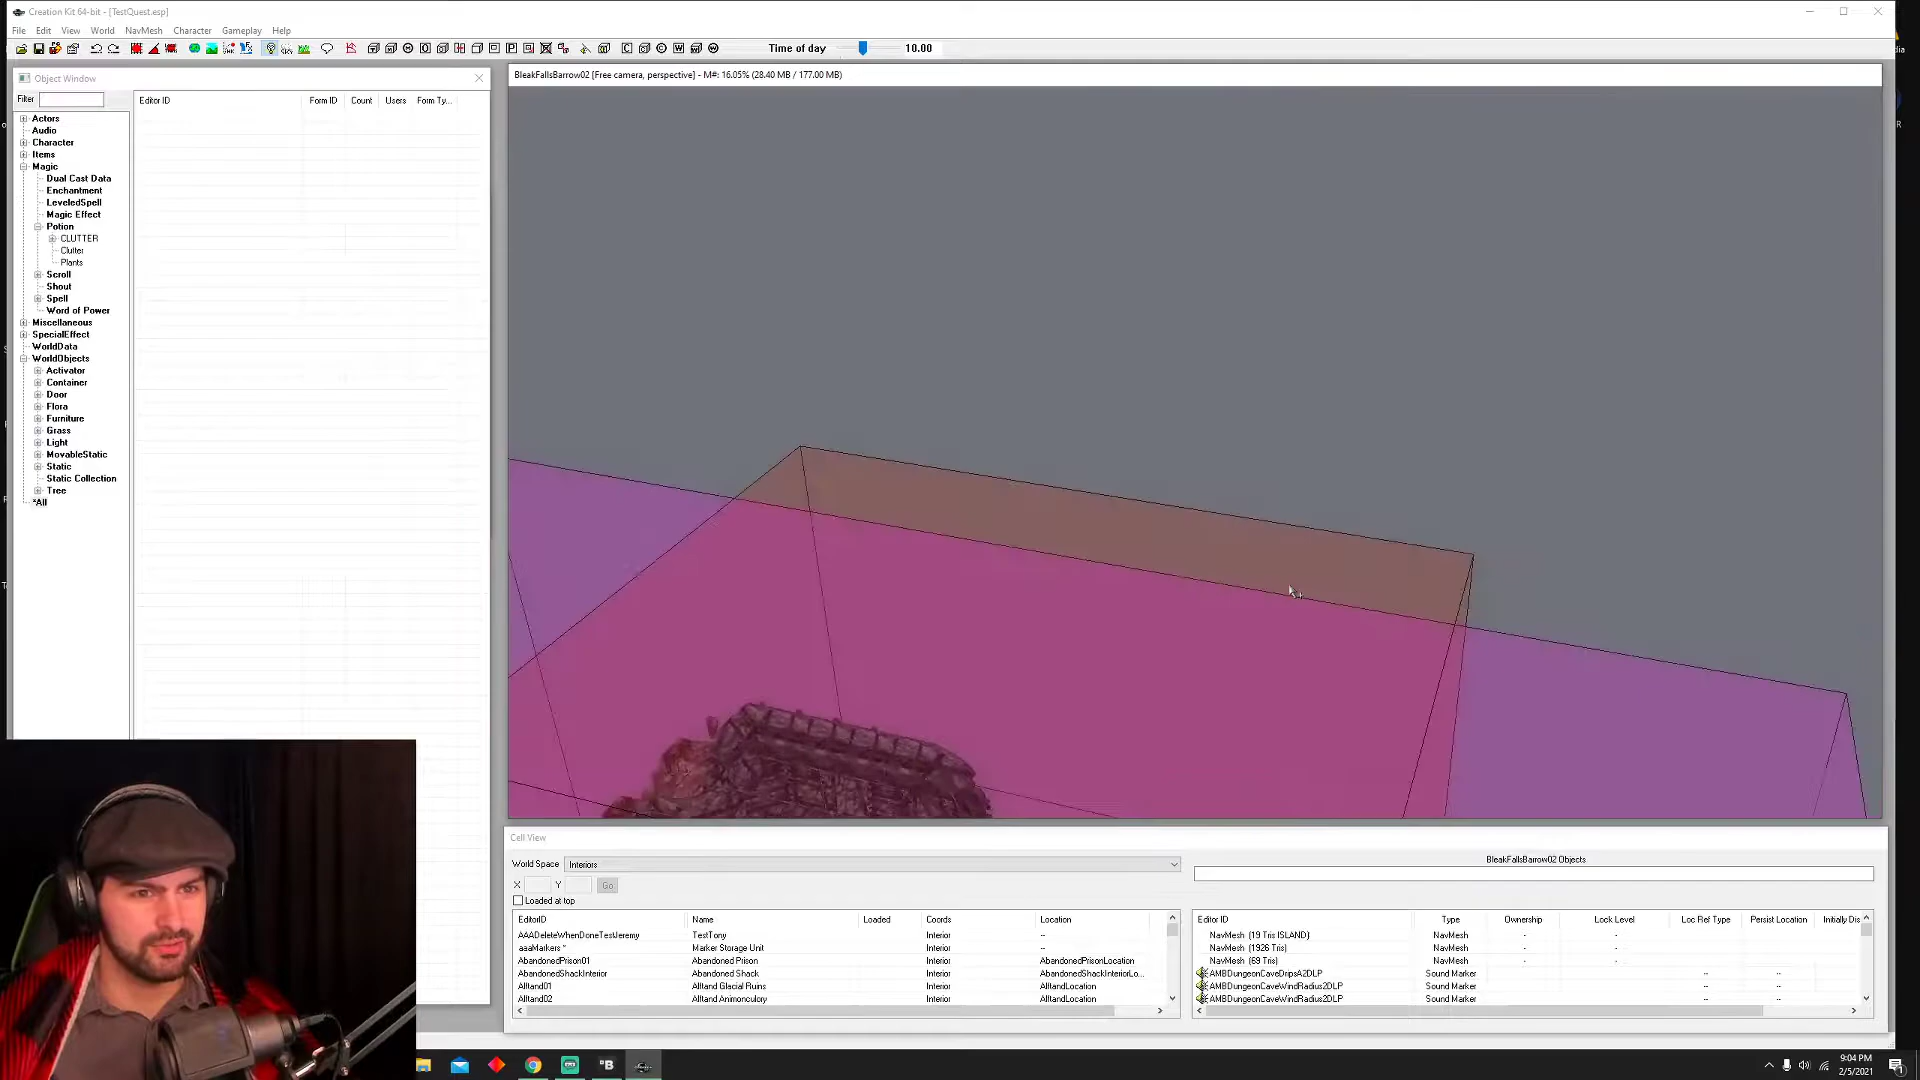 Creation Kit 64-bit - [TestQuest.esp]
File Edit View World NavMesh Character Gameplay Help
Time of day 10.00
Object Window
Filter
Editor ID Form ID Count Users Form Ty...
Actors
Audio
Character
Items
Magic
Dual Cast Data
Enchantment
LeveledSpell
Magic Effect
Potion
CLUTTER
Clutter
Plants
Scroll
Shout
Spell
Word of Power
Miscellaneous
SpecialEffect
WorldData
WorldObjects
Activator
Container
Door
Flora
Furniture
Grass
Light
MovableStatic
Static
Static Collection
Tree
*All
BleakFallsBarrow02 [Free camera, perspective] - M#: 16.05% (28.40 MB / 177.00 MB)
Cell View
World Space Interiors
X Y Go
Loaded at top
EditorID Name Loaded Coords Location
AAADeleteWhenDoneTestJeremy TestTony Interior --
aaaMarkers * Marker Storage Unit Interior --
AbandonedPrison01 Abandoned Prison Interior AbandonedPrisonLocation
AbandonedShackInterior Abandoned Shack Interior AbandonedShackInteriorLo...
Alftand01 Alftand Glacial Ruins Interior AlftandLocation
Alftand02 Alftand Animonculory Interior AlftandLocation
BleakFallsBarrow02 Objects
Editor ID Type Ownership Lock Level Loc Ref Type Persist Location Initially Dis
NavMesh (19 Tris ISLAND) NavMesh - -
NavMesh (1926 Tris) NavMesh - -
NavMesh (69 Tris) NavMesh - -
AMBDungeonCaveDripsA2DLP Sound Marker -- --
AMBDungeonCaveWindRadius2DLP Sound Marker -- --
AMBDungeonCaveWindRadius2DLP Sound Marker -- --
9:04 PM
2/5/2021